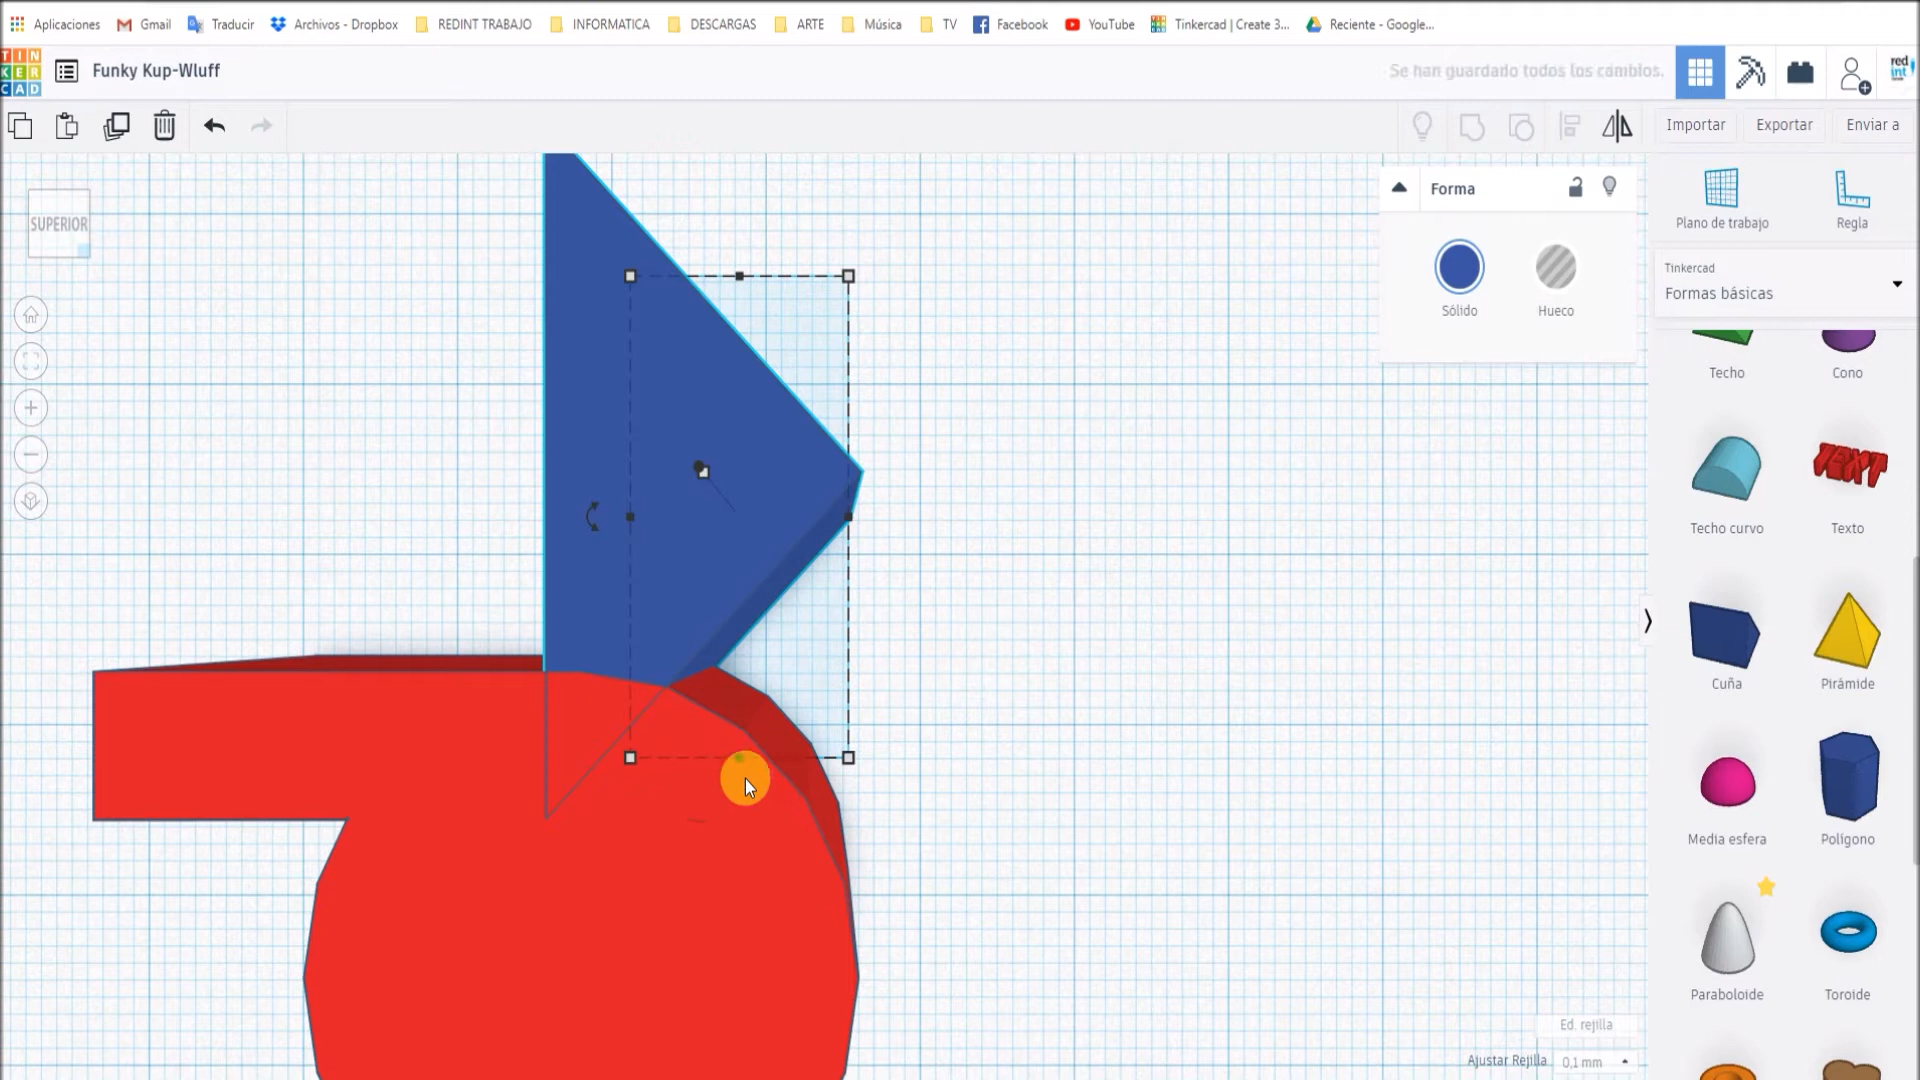 Aplicaciones Gmail Traducir Archivos - Dropbox REDINT TRABAJO INFORMATICA DESCARGAS ARTE Música TV Facebook YouTube Tinkercad | Create 3... Reciente - Google...
TIN
KER
CAD
Funky Kup-Wluff
Se han guardado todos los cambios.
red
int
Importar Exportar Enviar a
SUPERIOR
Forma
Sólido Hueco
Plano de trabajo Regla
Tinkercad
Formas básicas
Techo Cono
TEXT
Techo curvo Texto
Cuña Pirámide
Media esfera Polígono
Paraboloide Toroide
Ed. rejilla
Ajustar Rejilla 0,1 mm